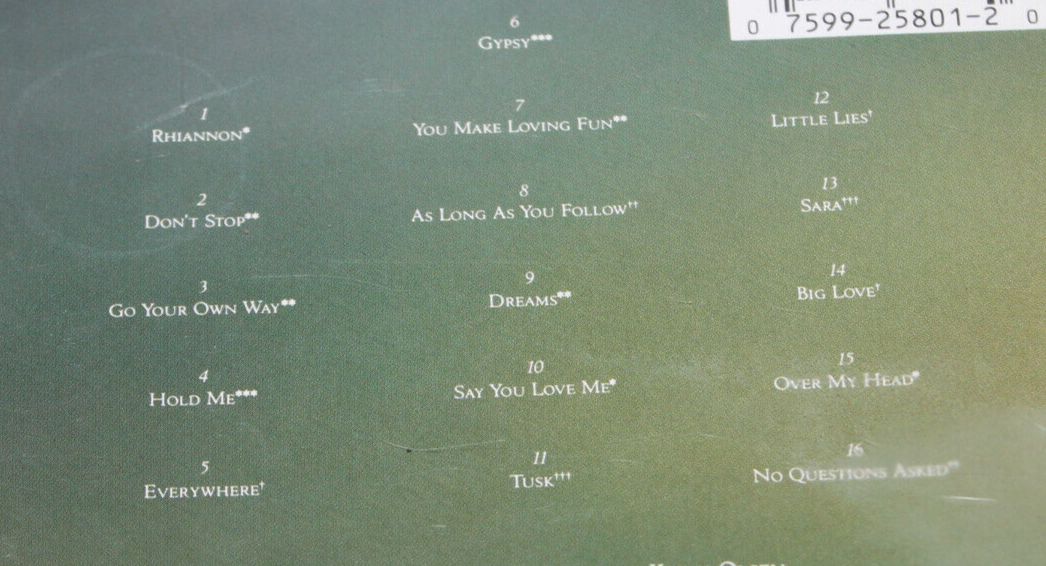 0 7599-25801-2 0
1
Rhiannon*
2
Don't Stop**
3
Go Your Own Way**
4
Hold Me***
5
Everywhere†
6
Gypsy***
7
You Make Loving Fun**
8
As Long As You Follow††
9
Dreams**
10
Say You Love Me*
11
Tusk†††
12
Little Lies†
13
Sara†††
14
Big Love†
15
Over My Head*
16
No Questions Asked††